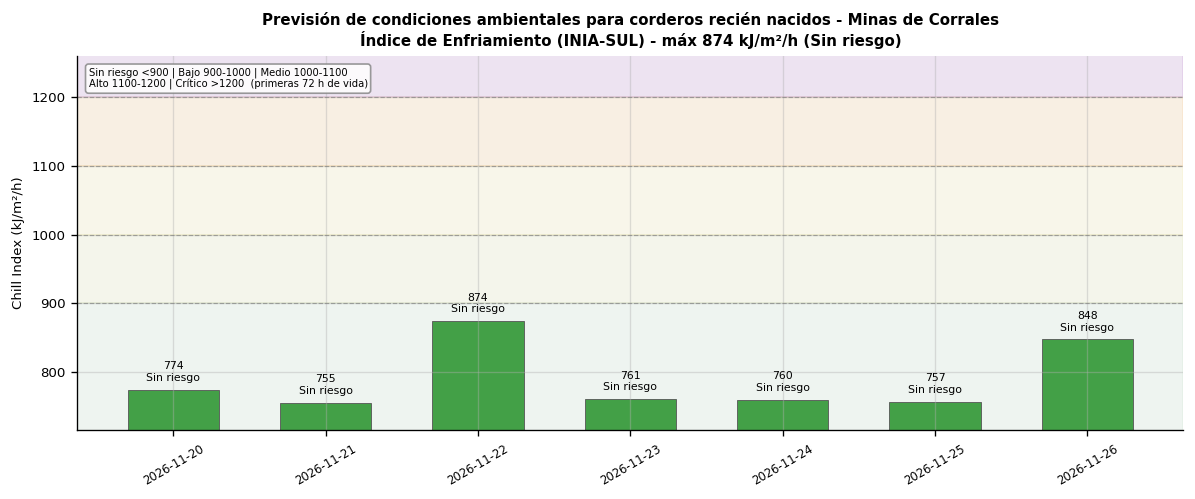 Previsión de condiciones ambientales para corderos recién nacidos - Minas de Corrales
Índice de Enfriamiento (INIA-SUL) - máx 874 kJ/m²/h (Sin riesgo)
Sin riesgo <900 | Bajo 900-1000 | Medio 1000-1100
Alto 1100-1200 | Crítico >1200  (primeras 72 h de vida)
Chill Index (kJ/m²/h)
1200
1100
1000
900
800
774
Sin riesgo
755
Sin riesgo
874
Sin riesgo
761
Sin riesgo
760
Sin riesgo
757
Sin riesgo
848
Sin riesgo
2026-11-20
2026-11-21
2026-11-22
2026-11-23
2026-11-24
2026-11-25
2026-11-26